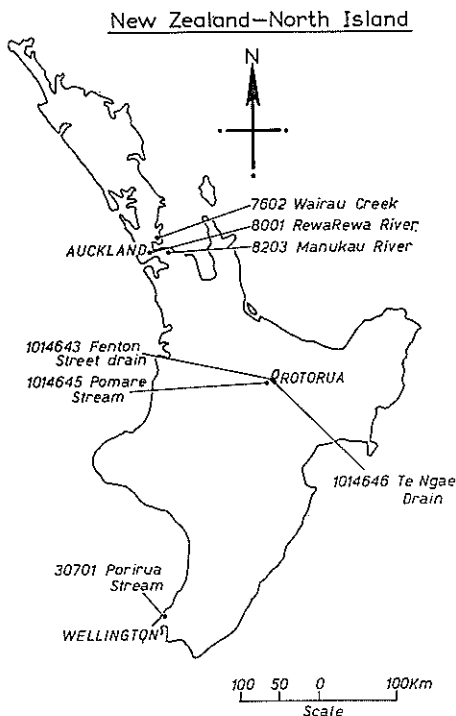 New Zealand-North Island
N
7602 Wairau Creek
8001 RewaRewa River
AUCKLAND
8203 Manukau River
1014643 Fenton
Street drain
1014645 Pomare
Stream
ROTORUA
1014646 Te Ngae
Drain
30701 Porirua
Stream
WELLINGTON
100 50 0 100Km
Scale